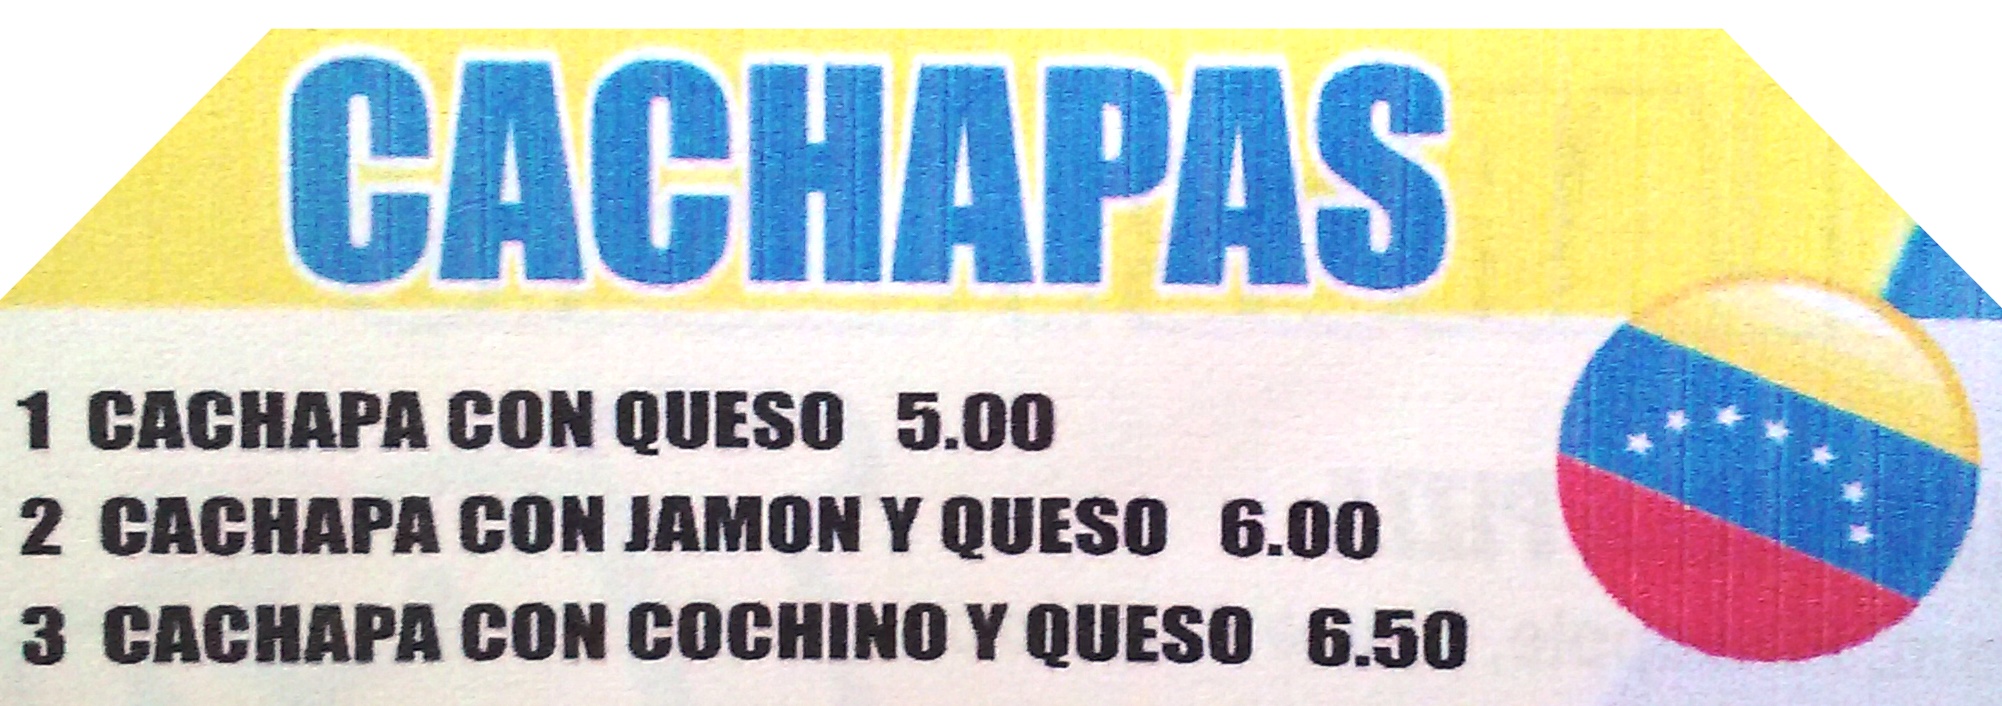 CACHAPAS
1 CACHAPA CON QUESO 5.00
2 CACHAPA CON JAMON Y QUESO 6.00
3 CACHAPA CON COCHINO Y QUESO 6.50